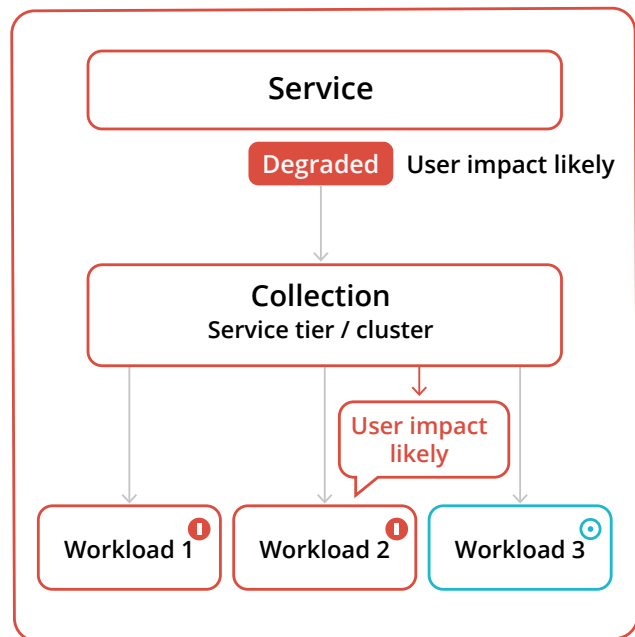 Service
Degraded User impact likely
Collection
Service tier / cluster
User impact
likely
Workload 1 Workload 2 Workload 3